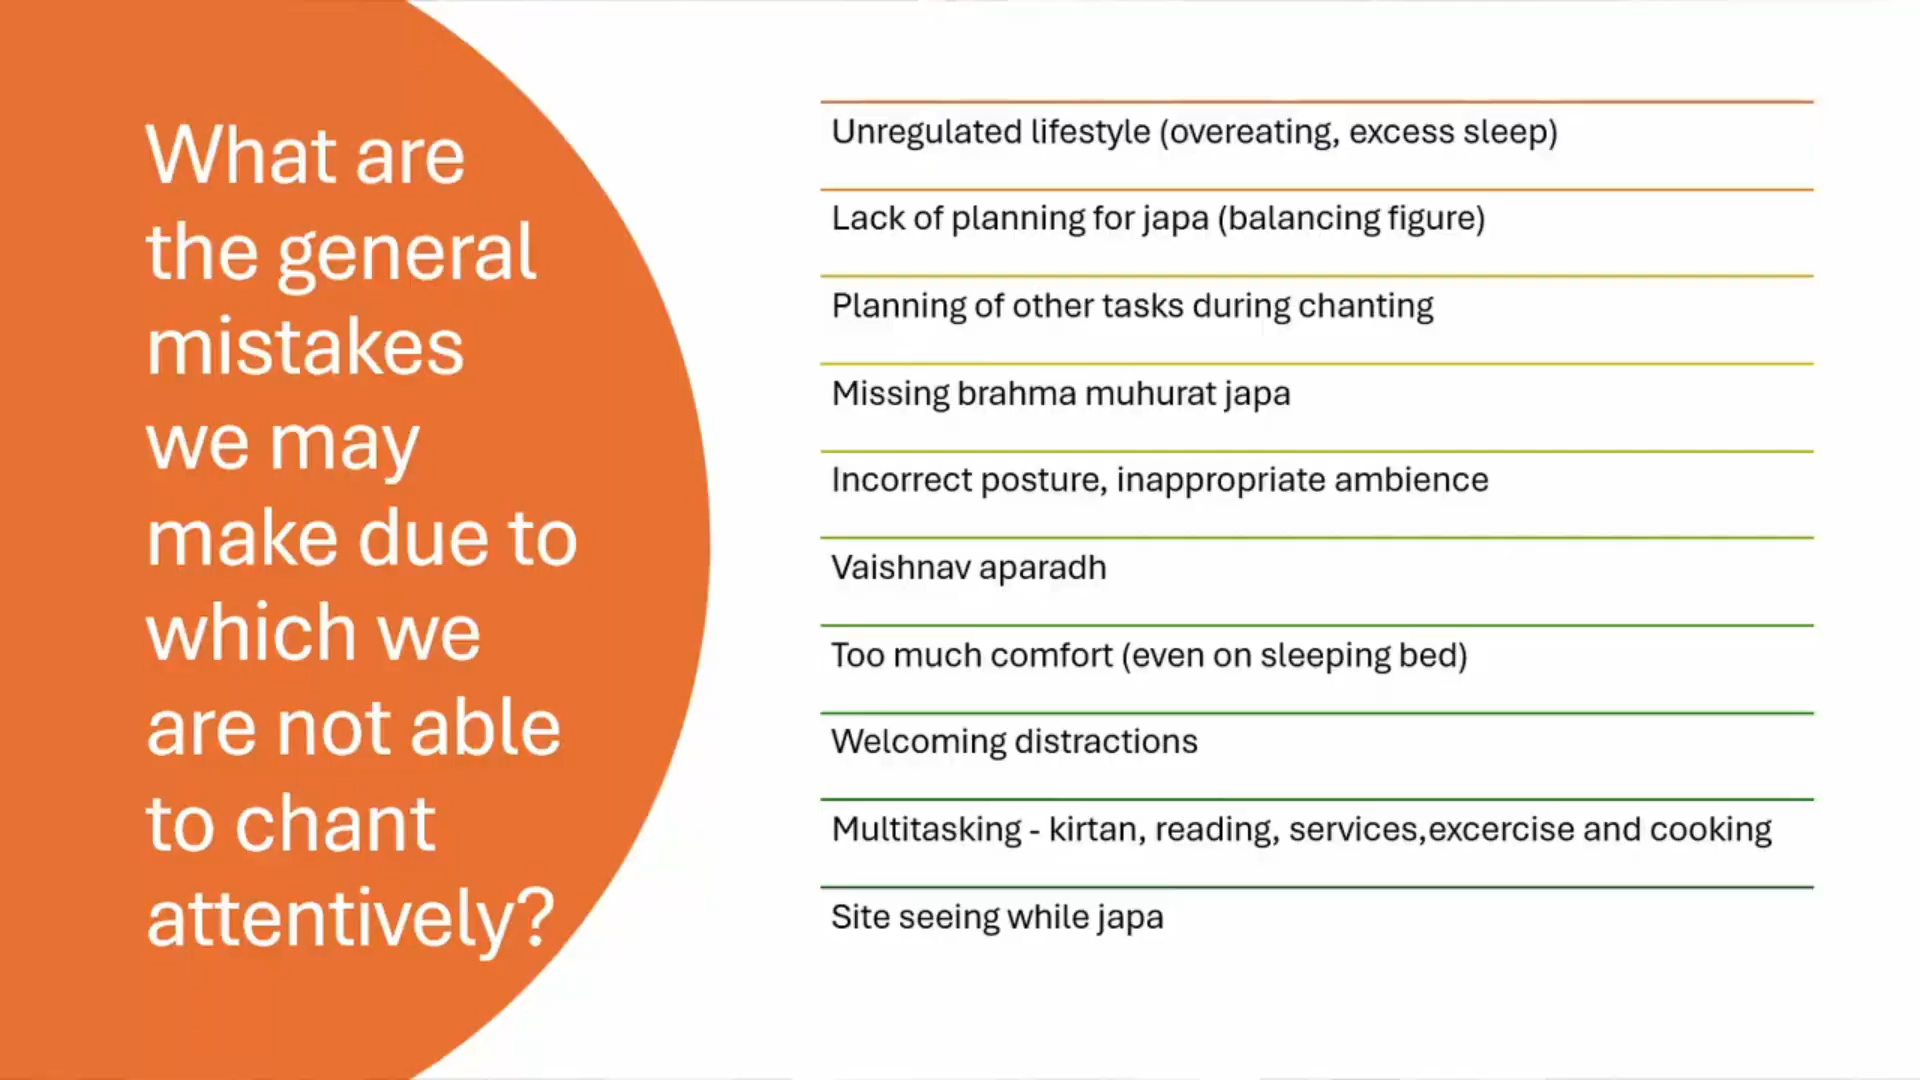 What are
the general
mistakes
we may
make due to
which we
are not able
to chant
attentively?
Unregulated lifestyle (overeating, excess sleep)
Lack of planning for japa (balancing figure)
Planning of other tasks during chanting
Missing brahma muhurat japa
Incorrect posture, inappropriate ambience
Vaishnav aparadh
Too much comfort (even on sleeping bed)
Welcoming distractions
Multitasking - kirtan, reading, services,excercise and cooking
Site seeing while japa